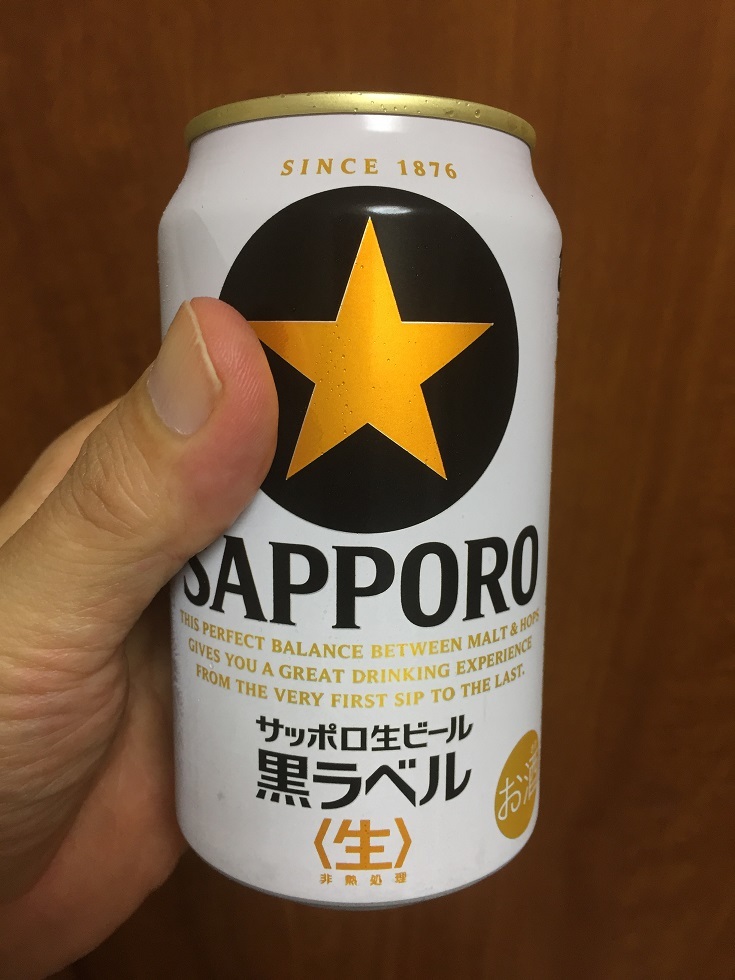 SINCE 1876
SAPPORO
THIS PERFECT BALANCE BETWEEN MALT & HOPS
GIVES YOU A GREAT DRINKING EXPERIENCE
FROM THE VERY FIRST SIP TO THE LAST.
サッポロ生ビール
黒ラベル
お酒
〈生〉
非熱処理